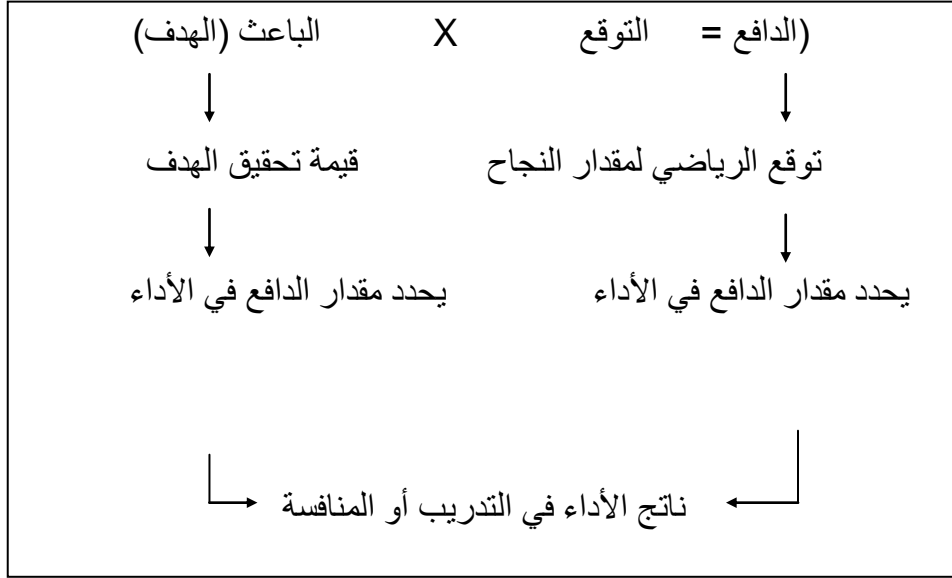 (الدافع = التوقع X الباعث (الهدف)
توقع الرياضي لمقدار النجاح قيمة تحقيق الهدف
يحدد مقدار الدافع في الأداء يحدد مقدار الدافع في الأداء
ناتج الأداء في التدريب أو المنافسة